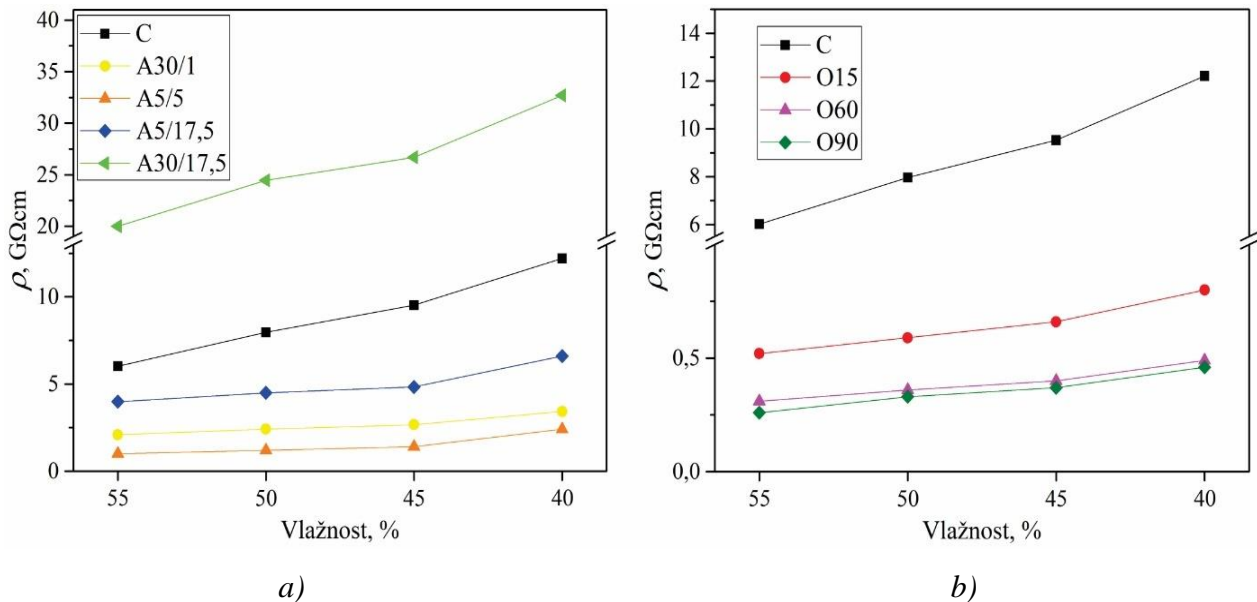 40
35
30
25
20
10
5
0
ρ, GΩcm
C
A30/1
A5/5
A5/17,5
A30/17,5
55
50
45
40
Vlažnost, %
a)
14
12
10
8
6
0,5
0,0
ρ, GΩcm
C
O15
O60
O90
55
50
45
40
Vlažnost, %
b)